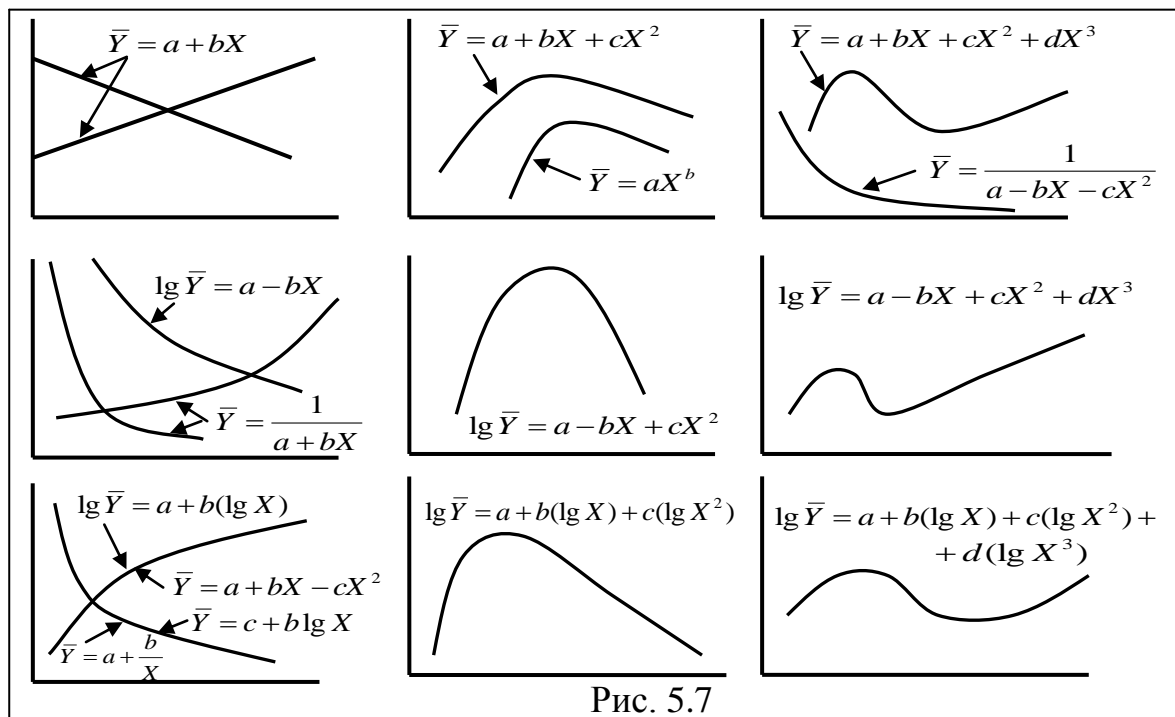 Ȳ = a + bX
Ȳ = a + bX + cX²
Ȳ = aXᵇ
Ȳ = a + bX + cX² + dX³
Ȳ = 1 / (a − bX − cX²)
lg Ȳ = a − bX
Ȳ = 1 / (a + bX)
lg Ȳ = a − bX + cX²
lg Ȳ = a − bX + cX² + dX³
lg Ȳ = a + b(lg X)
Ȳ = a + bX − cX²
Ȳ = c + b lg X
Ȳ = a + b/X
lg Ȳ = a + b(lg X) + c(lg X²)
lg Ȳ = a + b(lg X) + c(lg X²) +
+ d(lg X³)
Рис. 5.7